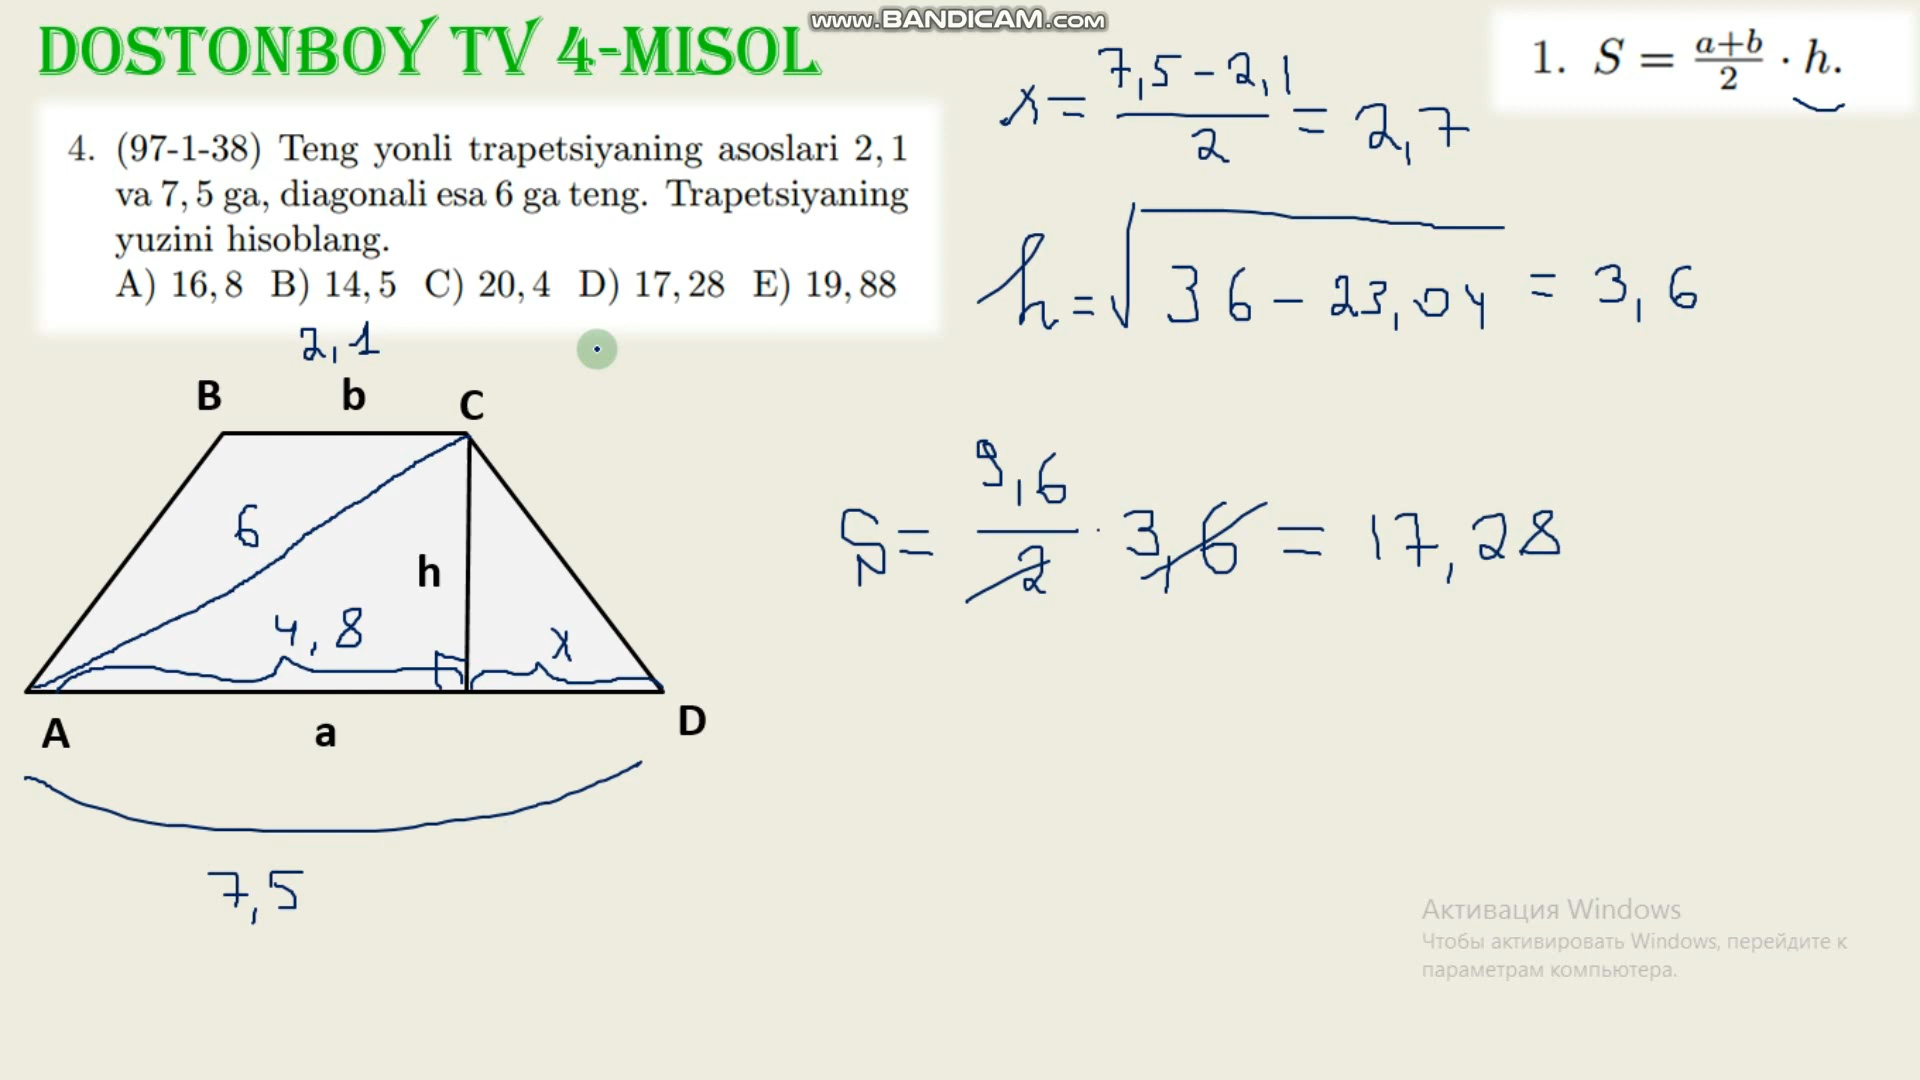 www.BANDICAM.com
DOSTONBOY TV 4-MISOL
4. (97-1-38) Teng yonli trapetsiyaning asoslari 2,1
va 7,5 ga, diagonali esa 6 ga teng. Trapetsiyaning
yuzini hisoblang.
A) 16,8 B) 14,5 C) 20,4 D) 17,28 E) 19,88
1. S = (a+b)/2 · h.
x = (7,5 - 2,1)/2 = 2,7
h = √(36 - 23,04) = 3,6
S = 9,6/2 · 3,6 = 17,28
2,1
B b C
6
h
4,8 x
A a D
7,5
Активация Windows
Чтобы активировать Windows, перейдите к
параметрам компьютера.